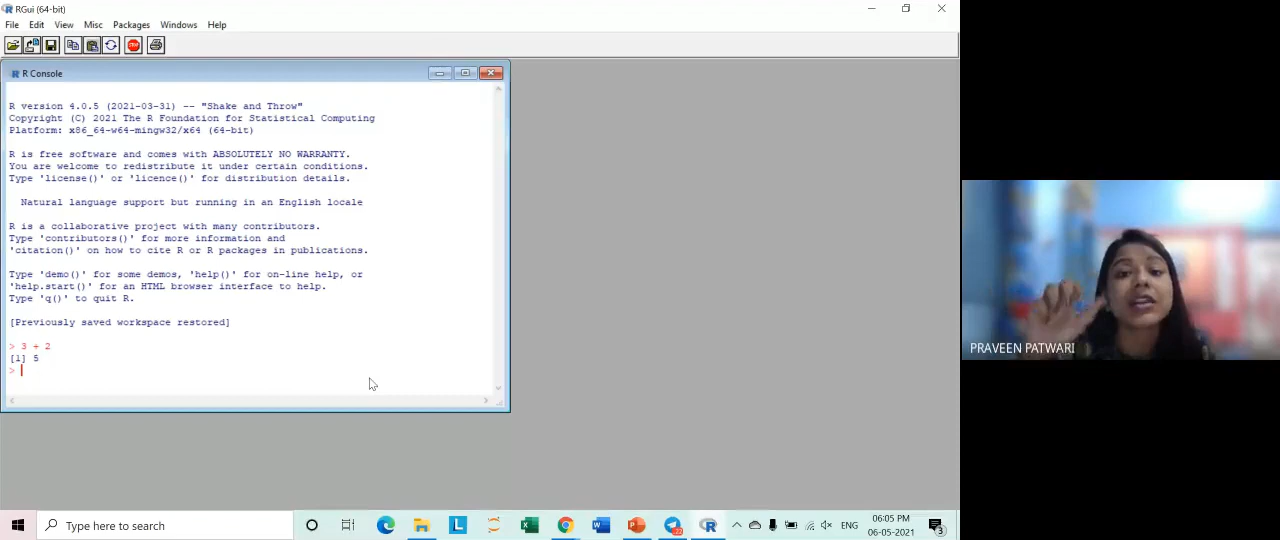 RGui (64-bit)
File Edit View Misc Packages Windows Help
STOP
R Console
R version 4.0.5 (2021-03-31) -- "Shake and Throw"
Copyright (C) 2021 The R Foundation for Statistical Computing
Platform: x86_64-w64-mingw32/x64 (64-bit)
R is free software and comes with ABSOLUTELY NO WARRANTY.
You are welcome to redistribute it under certain conditions.
Type 'license()' or 'licence()' for distribution details.
Natural language support but running in an English locale
R is a collaborative project with many contributors.
Type 'contributors()' for more information and
'citation()' on how to cite R or R packages in publications.
Type 'demo()' for some demos, 'help()' for on-line help, or
'help.start()' for an HTML browser interface to help.
Type 'q()' to quit R.
[Previously saved workspace restored]
> 3 + 2
[1] 5
>
PRAVEEN PATWARI
Type here to search
ENG
06:05 PM
06-05-2021
3